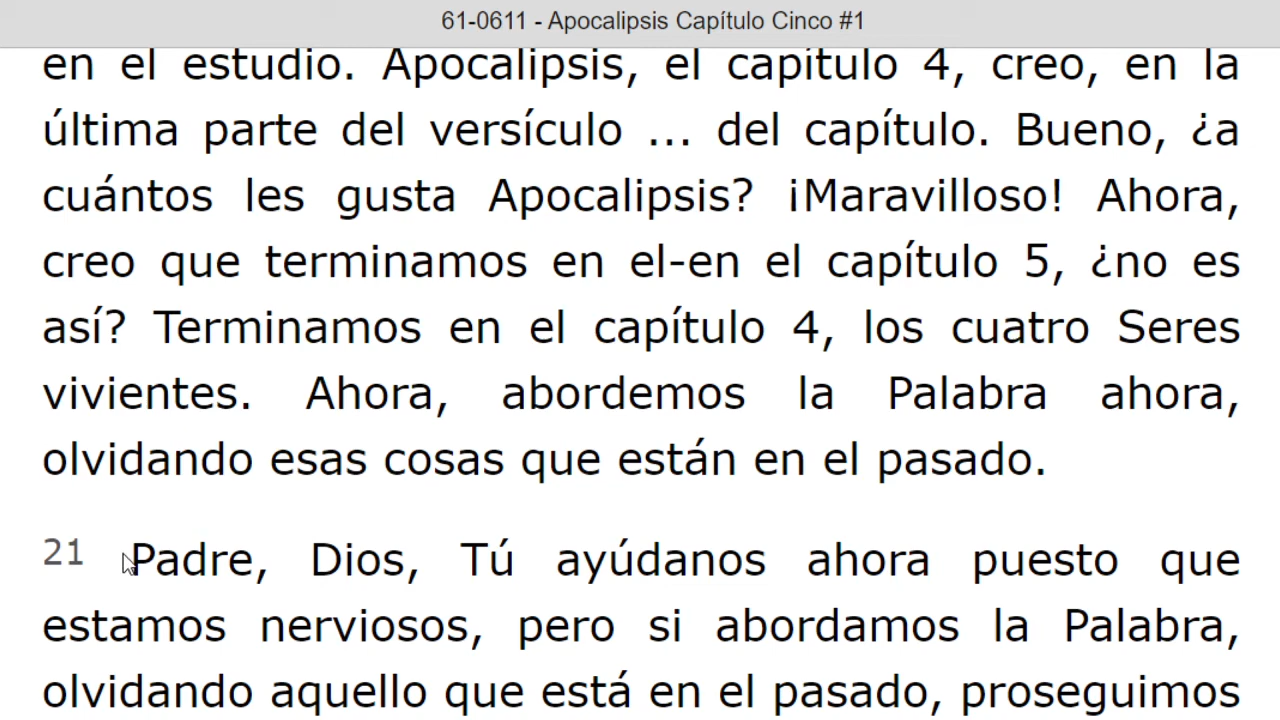 61-0611 - Apocalipsis Capítulo Cinco #1
en el estudio. Apocalipsis, el capítulo 4, creo, en la
última parte del versículo ... del capítulo. Bueno, ¿a
cuántos les gusta Apocalipsis? ¡Maravilloso! Ahora,
creo que terminamos en el-en el capítulo 5, ¿no es
así? Terminamos en el capítulo 4, los cuatro Seres
vivientes. Ahora, abordemos la Palabra ahora,
olvidando esas cosas que están en el pasado.
21 Padre, Dios, Tú ayúdanos ahora puesto que
estamos nerviosos, pero si abordamos la Palabra,
olvidando aquello que está en el pasado, proseguimos